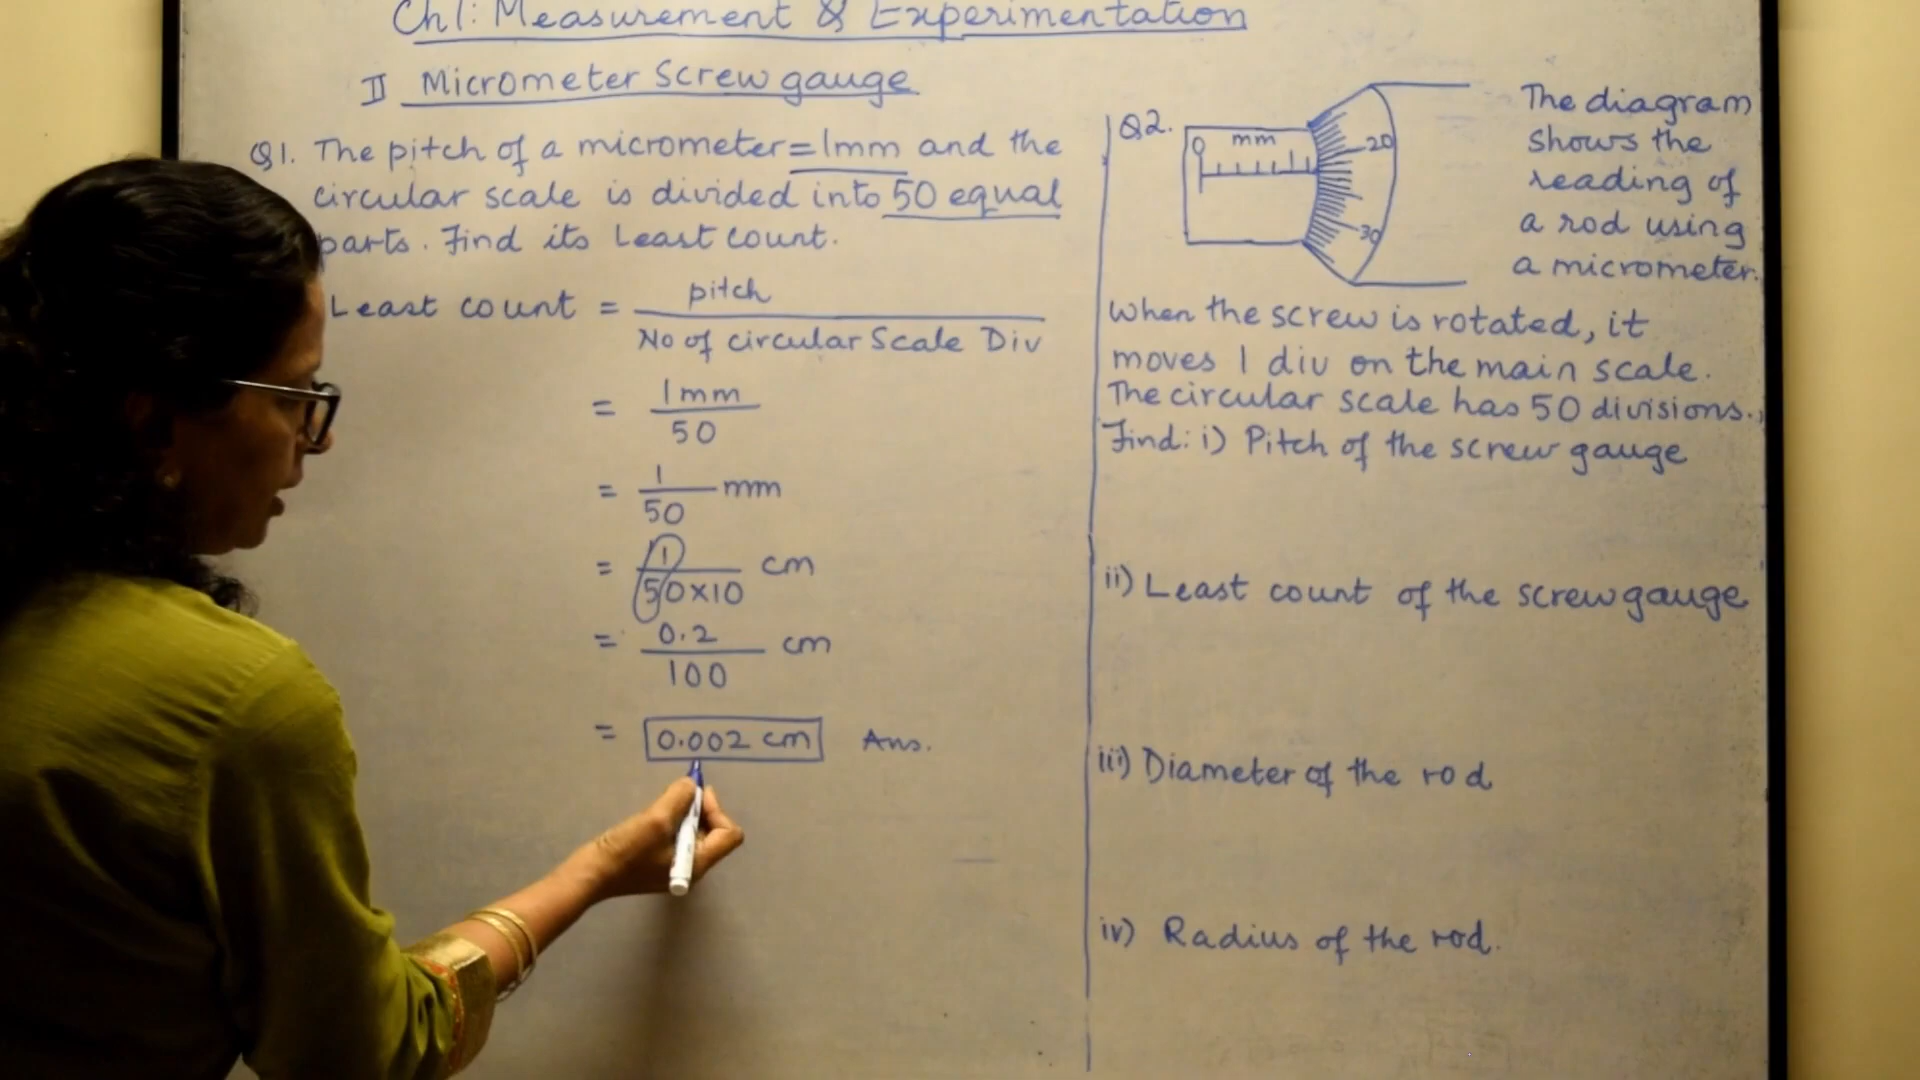 Ch1: Measurement & Experimentation
II Micrometer Screw gauge
Q1. The pitch of a micrometer = 1mm and the
circular scale is divided into 50 equal
parts. Find its Least count.
Least count = pitch
No of circular Scale Div
= 1mm
50
= 1 mm
50
= 1 cm
50×10
= 0.2 cm
100
= 0.002 cm Ans.
Q2.
0 mm
20
30
The diagram
shows the
reading of
a rod using
a micrometer.
When the screw is rotated, it
moves 1 div on the main scale.
The circular scale has 50 divisions.
Find: i) Pitch of the screw gauge
ii) Least count of the screw gauge
iii) Diameter of the rod
iv) Radius of the rod.